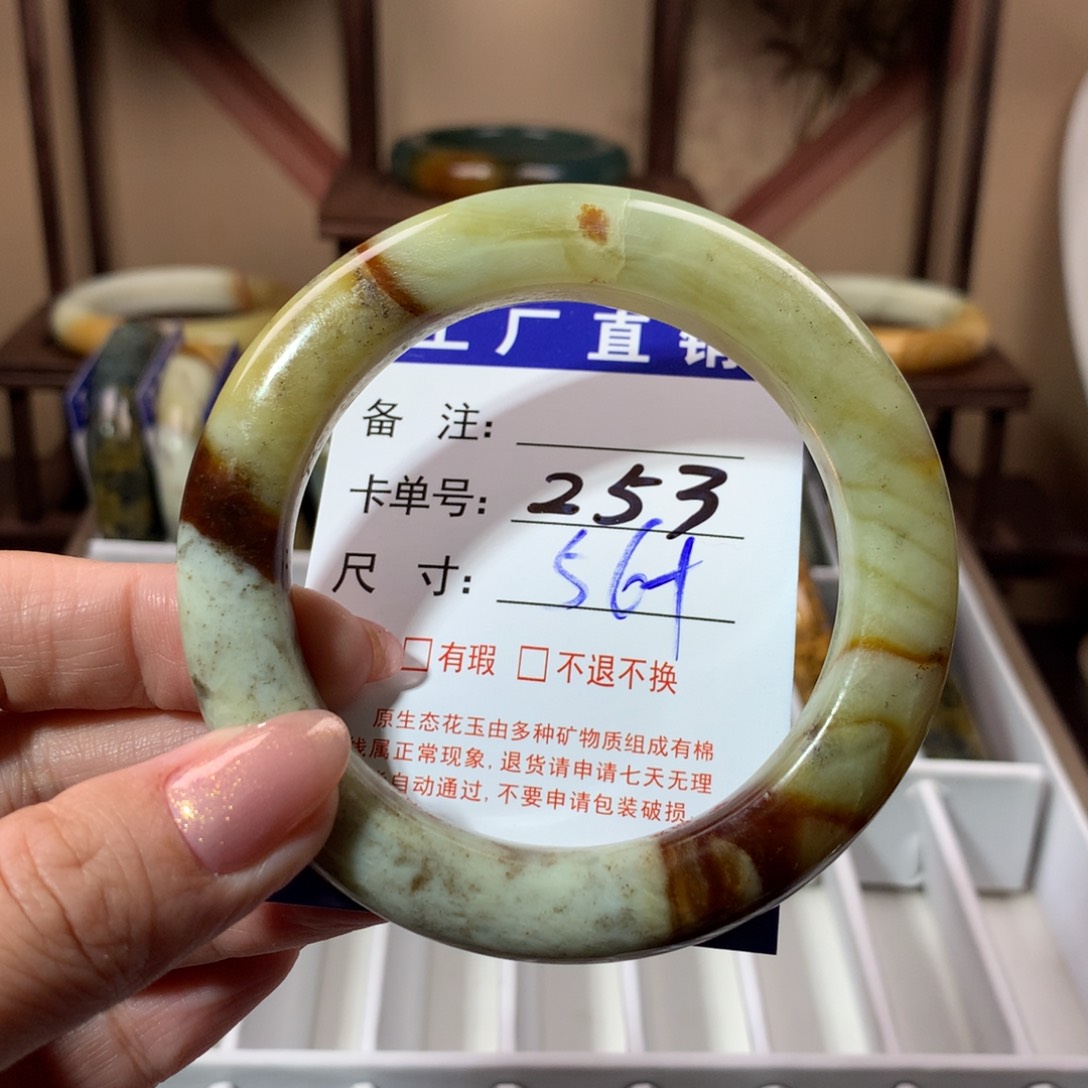 工厂直销
备 注:
卡单号: 253
尺 寸: 564
□有瑕 □不退不换
原生态花玉由多种矿物质组成有棉
线属正常现象,退货请申请七天无理
自动通过,不要申请包装破损.